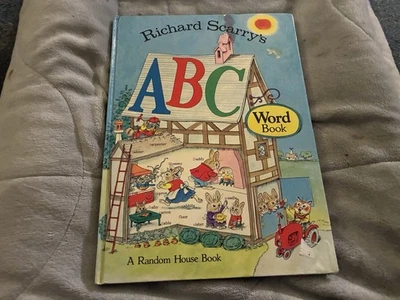 Richard Scarry's
ABC
Word
Book
A Random House Book